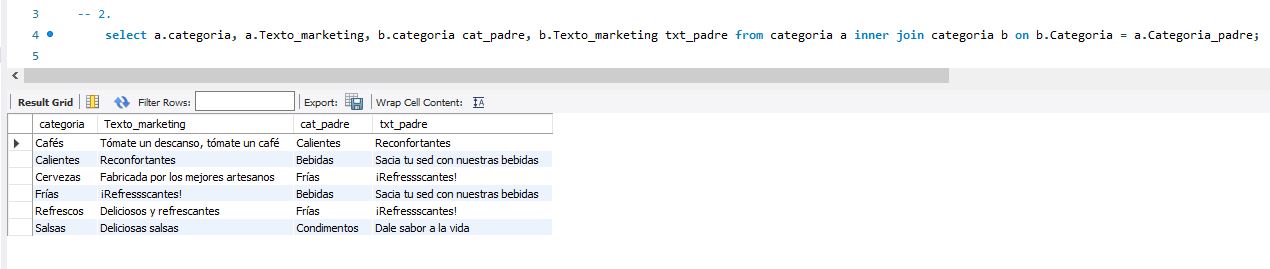 3 -- 2.
4 select a.categoria, a.Texto_marketing, b.categoria cat_padre, b.Texto_marketing txt_padre from categoria a inner join categoria b on b.Categoria = a.Categoria_padre;
5
Result Grid Filter Rows: Export: Wrap Cell Content: IA
categoria Texto_marketing cat_padre txt_padre
Cafés Tómate un descanso, tómate un café Calientes Reconfortantes
Calientes Reconfortantes Bebidas Sacia tu sed con nuestras bebidas
Cervezas Fabricada por los mejores artesanos Frías ¡Refressscantes!
Frías ¡Refressscantes! Bebidas Sacia tu sed con nuestras bebidas
Refrescos Deliciosos y refrescantes Frías ¡Refressscantes!
Salsas Deliciosas salsas Condimentos Dale sabor a la vida